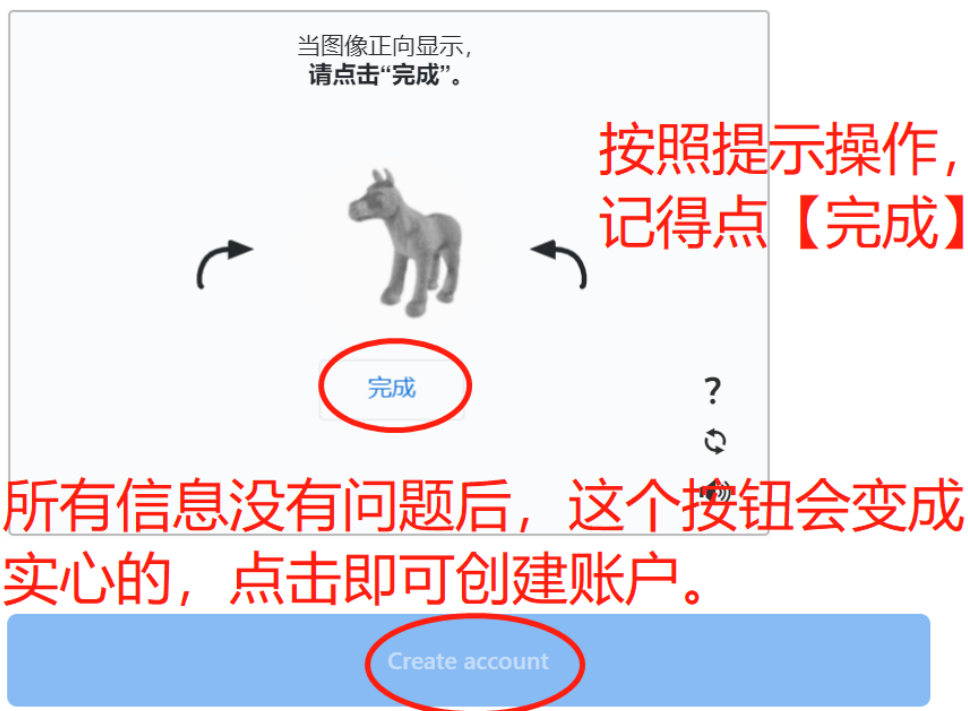 当图像正向显示，
请点击“完成”。
按照提示操作，
记得点【完成】
完成
?
所有信息没有问题后，这个按钮会变成
实心的，点击即可创建账户。
Create account